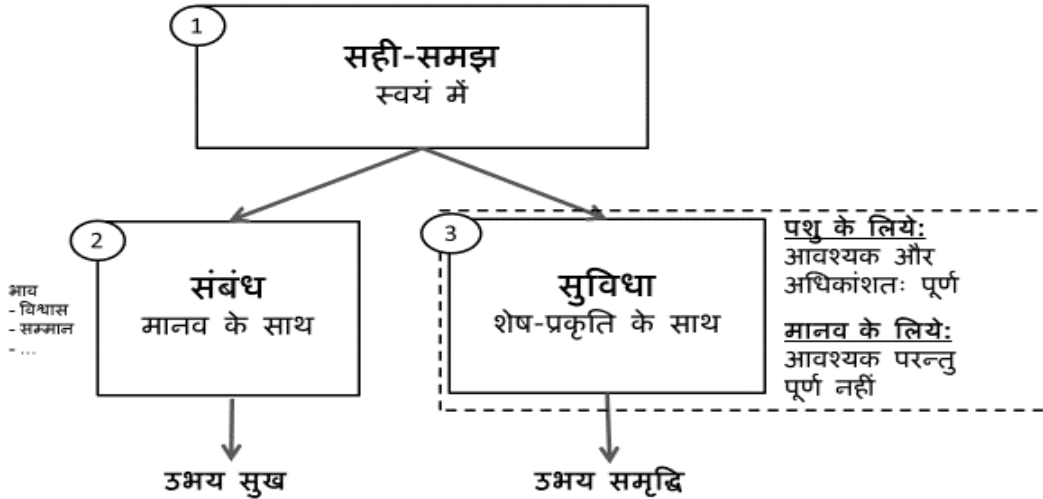 1
सही-समझ
स्वयं में
2
संबंध
मानव के साथ
भाव
- विश्वास
- सम्मान
- ...
3
सुविधा
शेष-प्रकृति के साथ
पशु के लिये:
आवश्यक और
अधिकांशतः पूर्ण
मानव के लिये:
आवश्यक परन्तु
पूर्ण नहीं
उभय सुख
उभय समृद्धि